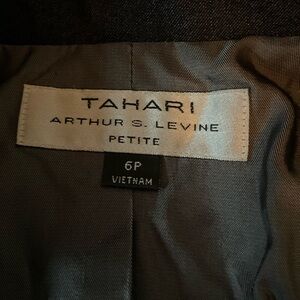 TAHARI
ARTHUR S. LEVINE
PETITE
6P
VIETNAM